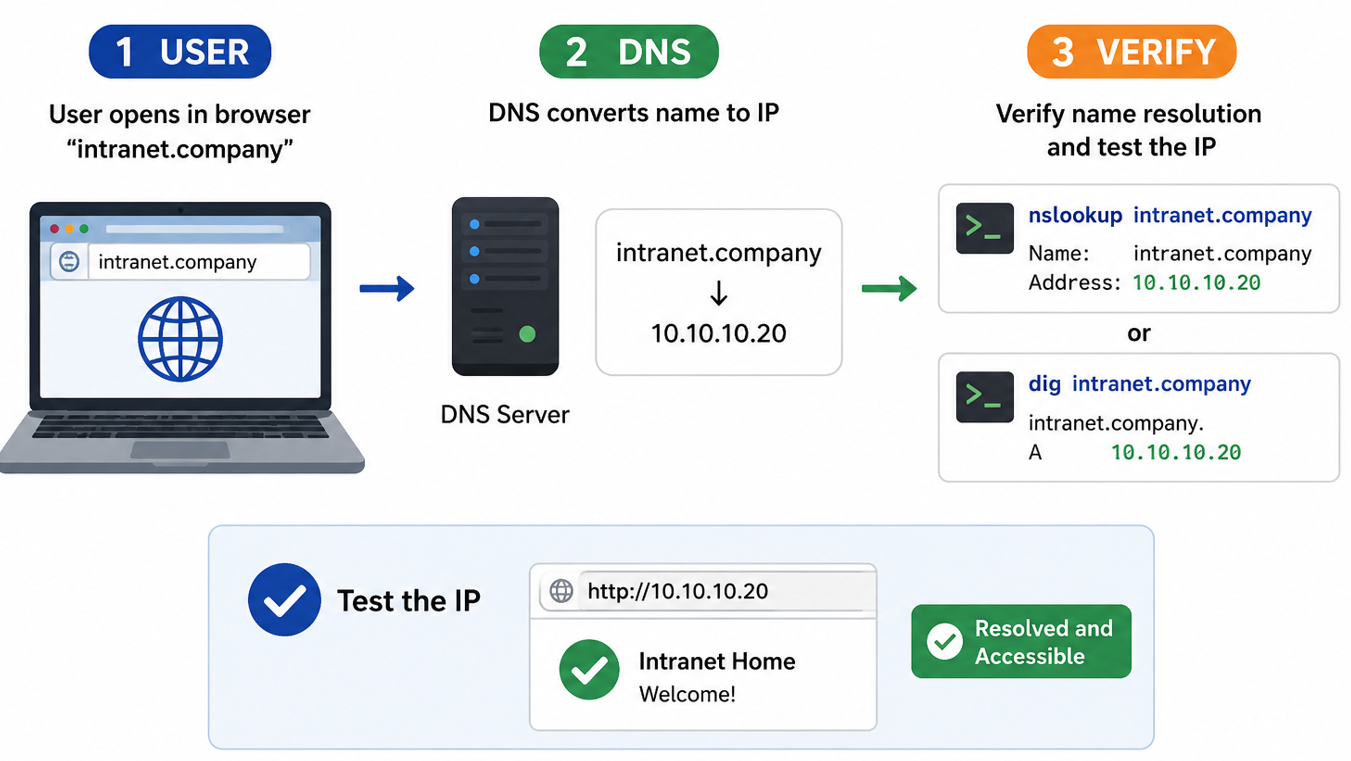 1 USER
User opens in browser
“intranet.company”
intranet.company
2 DNS
DNS converts name to IP
intranet.company
↓
10.10.10.20
DNS Server
3 VERIFY
Verify name resolution
and test the IP
>_ nslookup intranet.company
Name: intranet.company
Address: 10.10.10.20
or
>_ dig intranet.company
intranet.company.
A 10.10.10.20
Test the IP
http://10.10.10.20
Intranet Home
Welcome!
Resolved and
Accessible